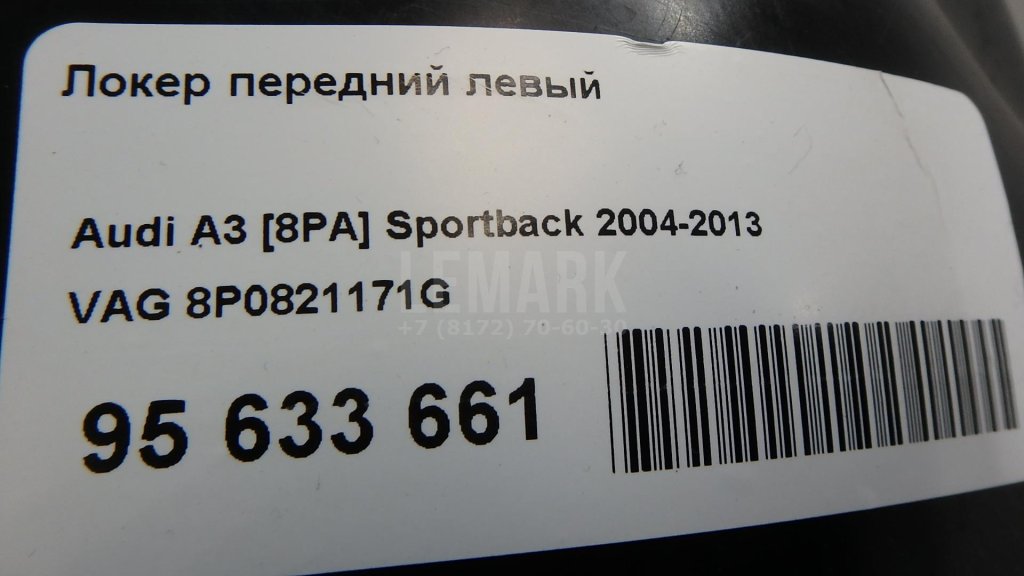 Локер передний левый
Audi A3 [8PA] Sportback 2004-2013
LEMARK
VAG 8P0821171G
+7 (8172) 70-60-30
95 633 661